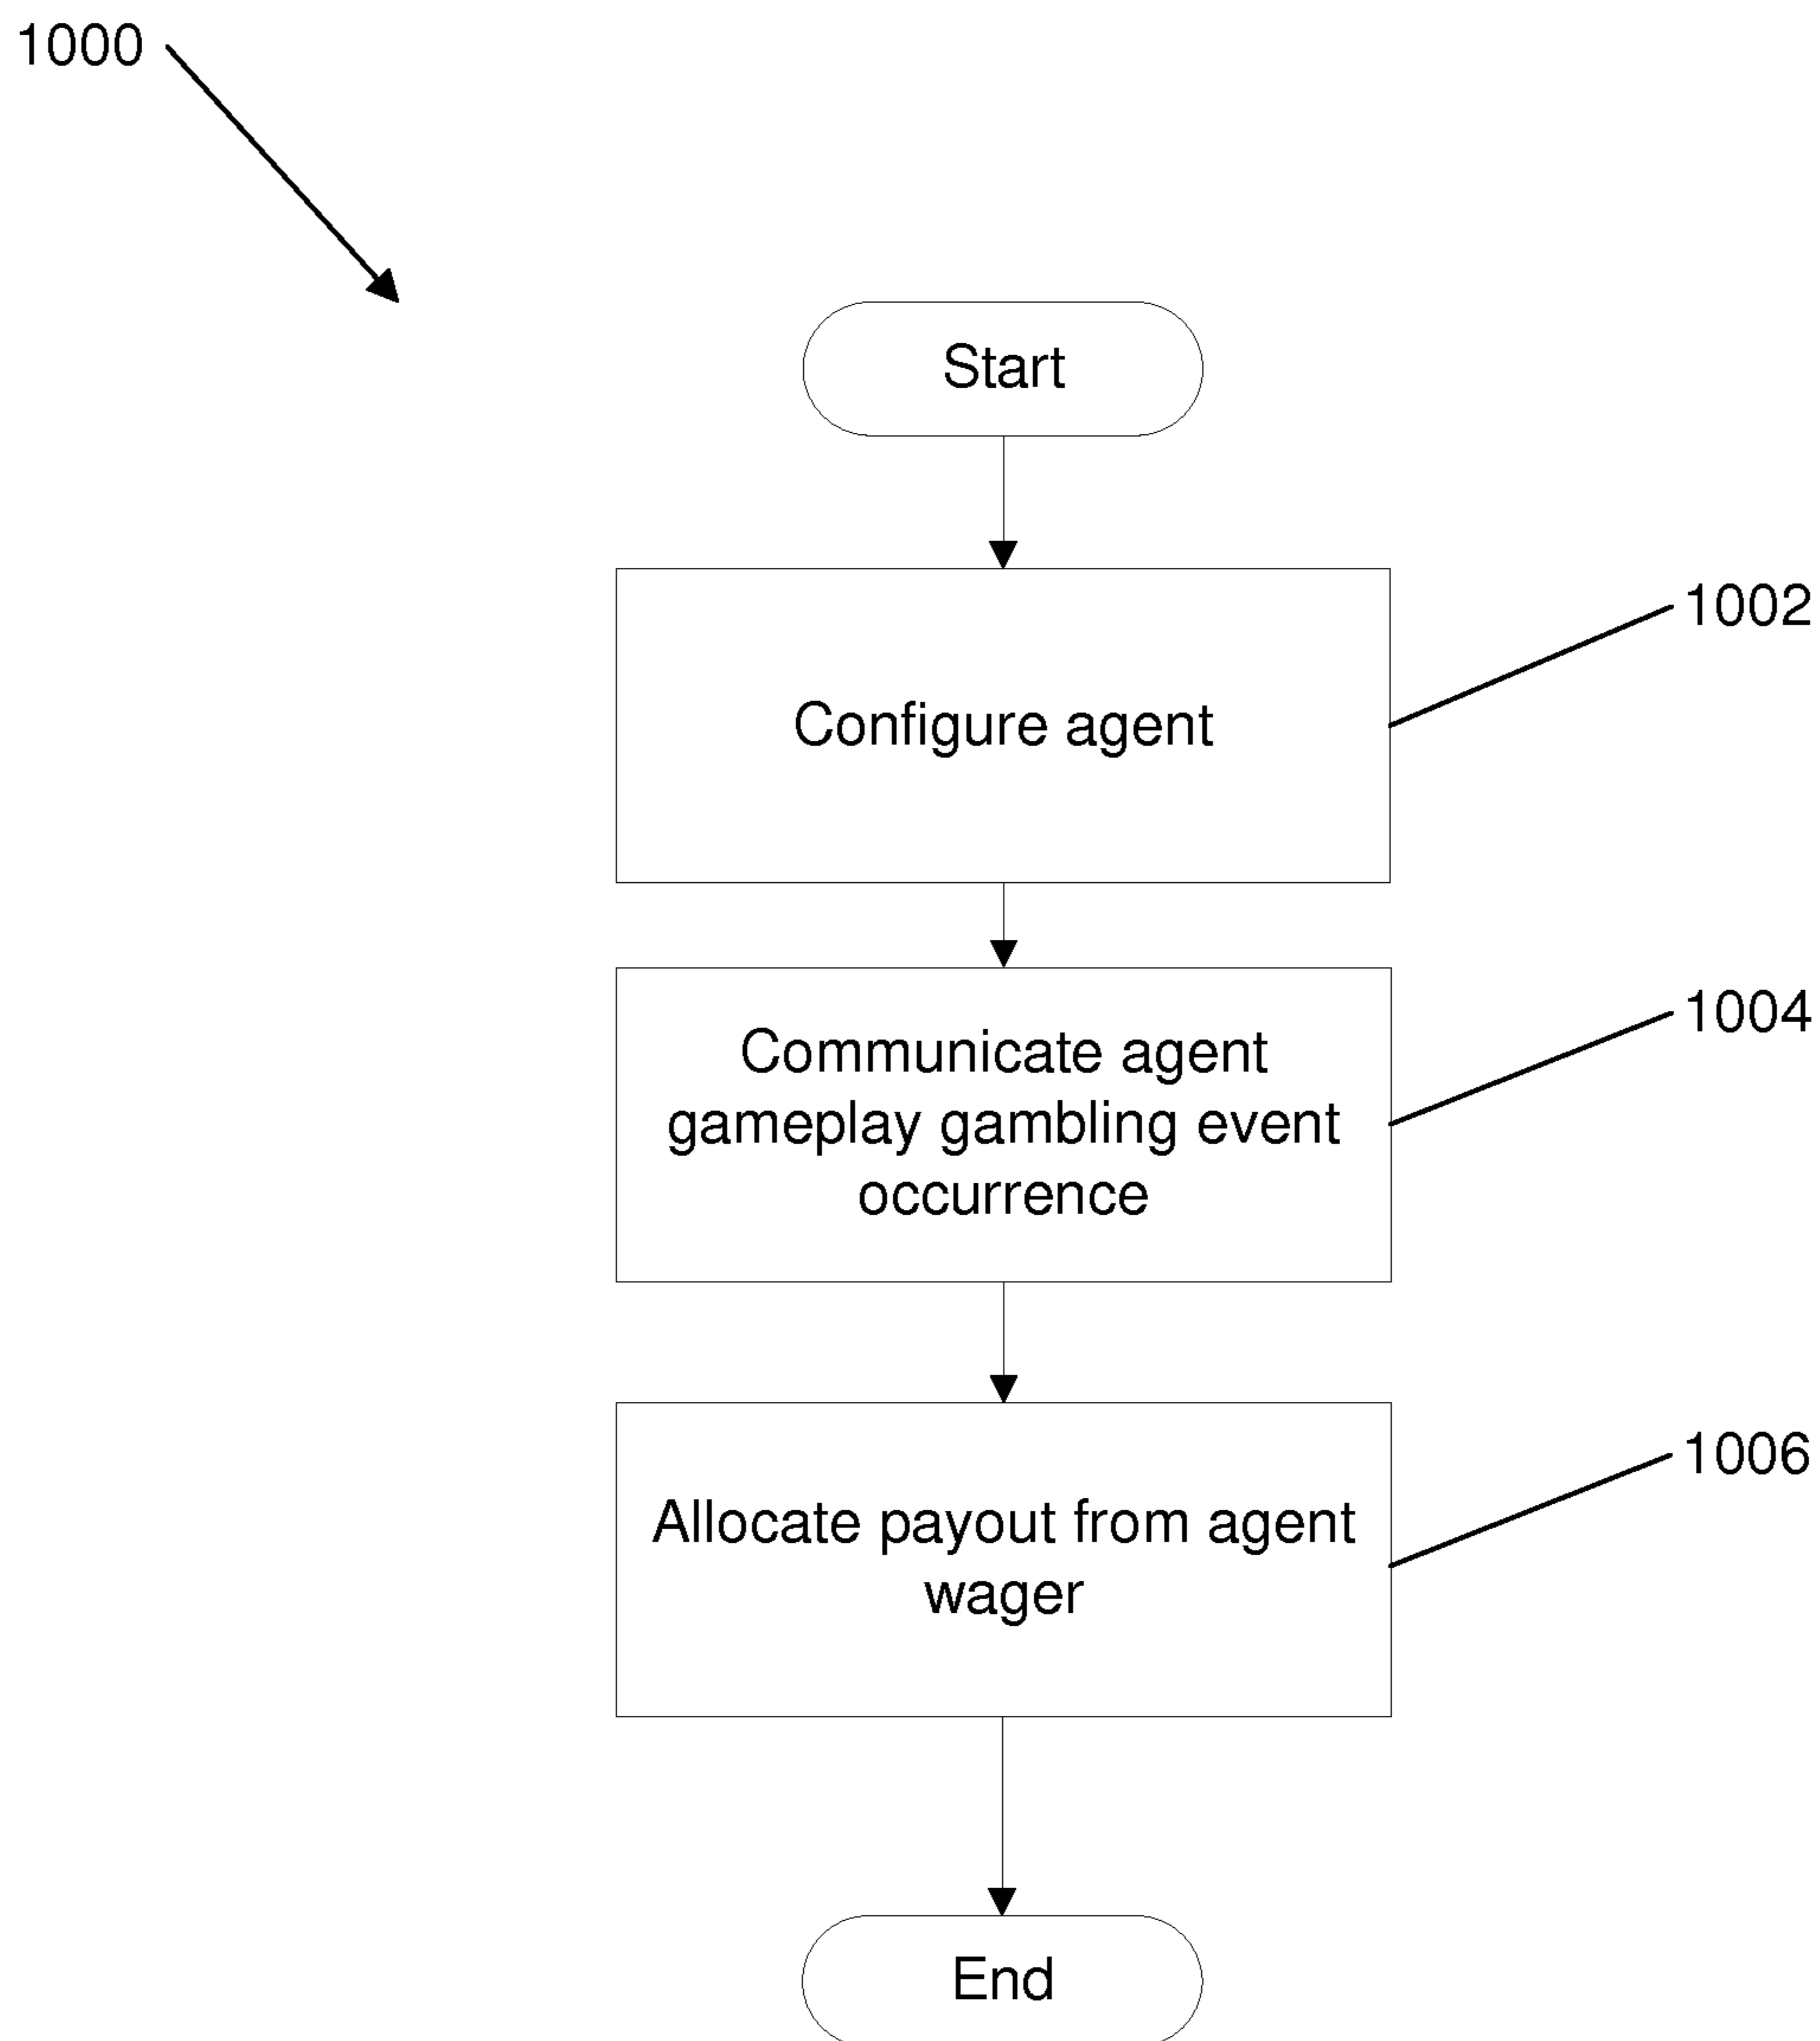 1000
Start
Configure agent
1002
Communicate agent
gameplay gambling event
occurrence
1004
Allocate payout from agent
wager
1006
End